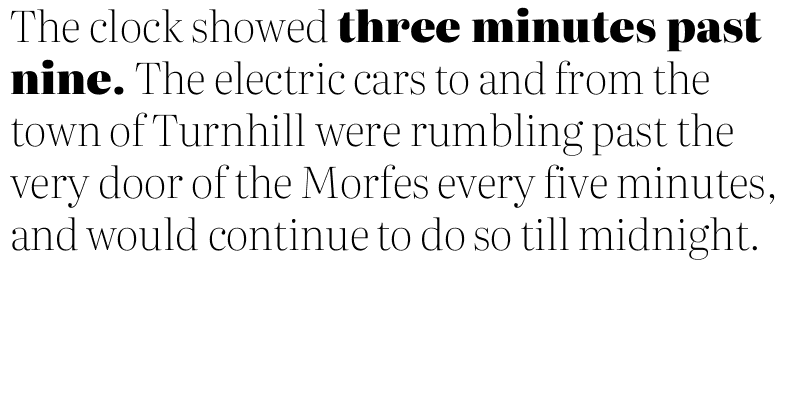 The clock showed three minutes past
nine. The electric cars to and from the
town of Turnhill were rumbling past the
very door of the Morfes every five minutes,
and would continue to do so till midnight.